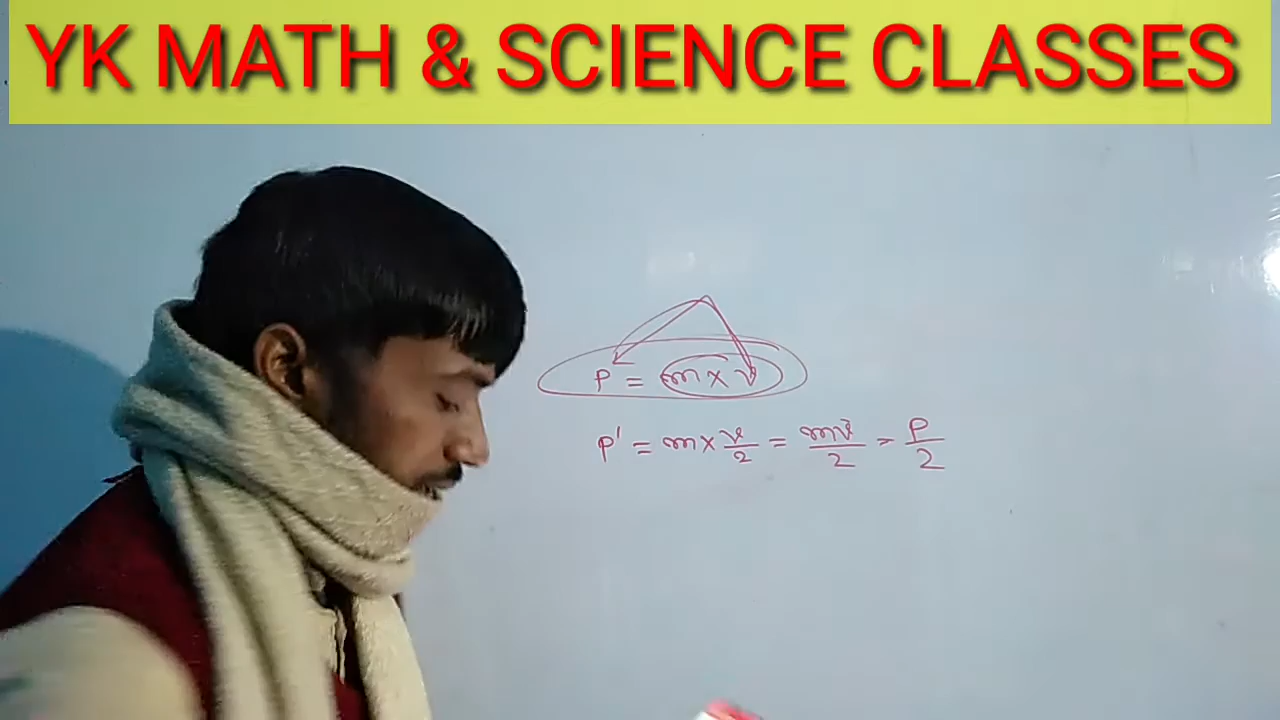 YK MATH & SCIENCE CLASSES
P = m x v
P' = m x v/2 = mv/2 = P/2